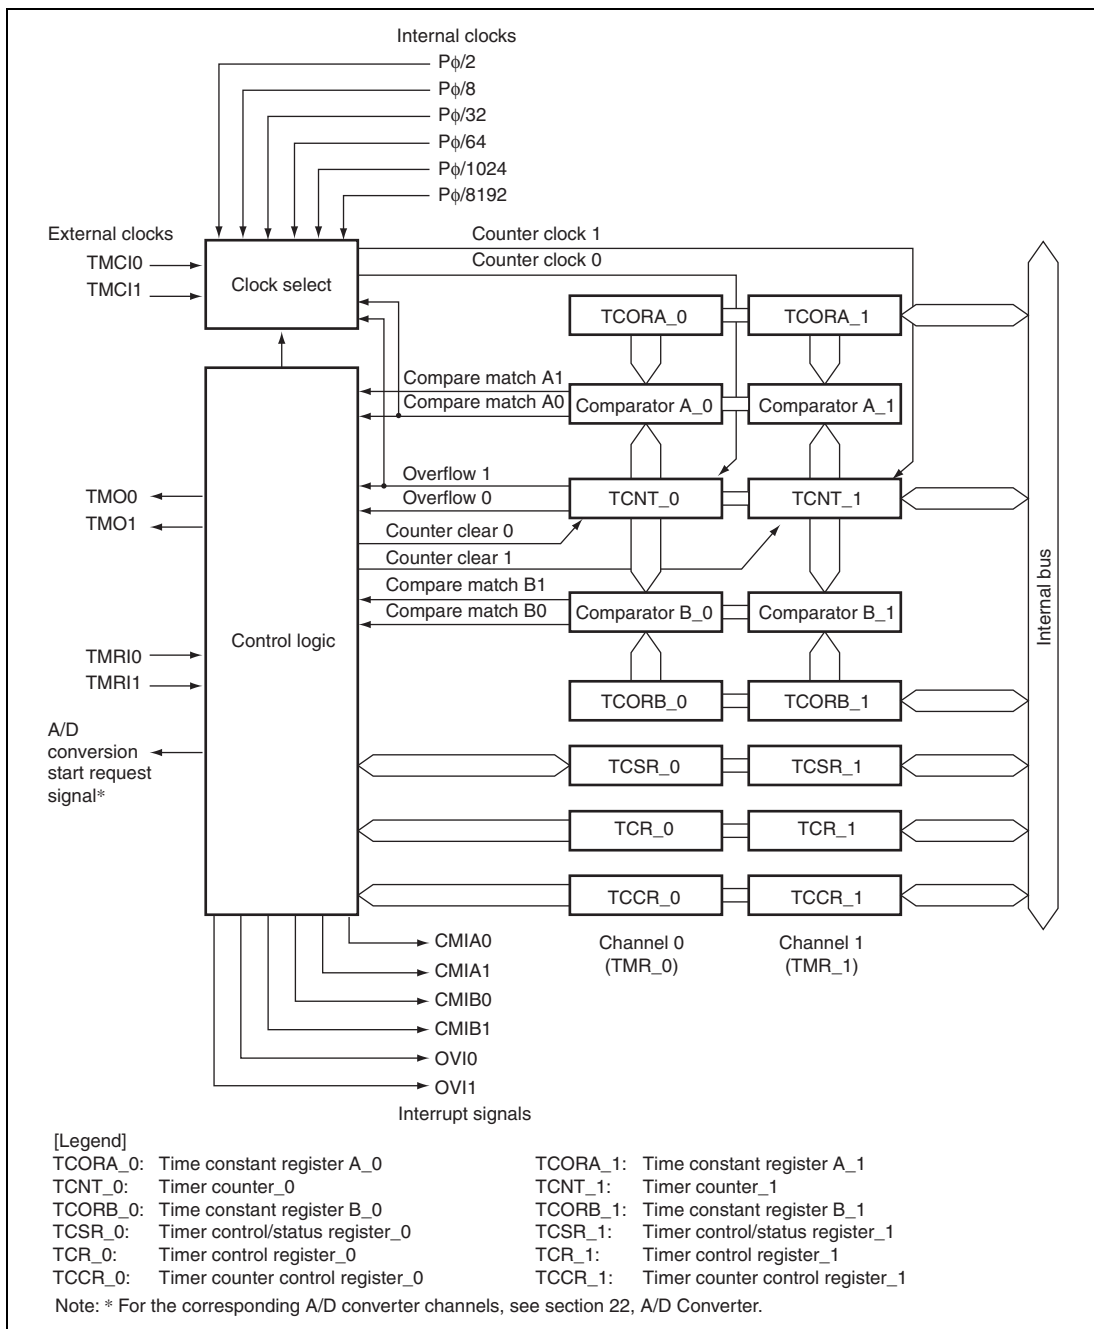 Internal clocks
Pϕ/2
Pϕ/8
Pϕ/32
Pϕ/64
Pϕ/1024
Pϕ/8192
External clocks
TMCI0
TMCI1
Clock select
Counter clock 1
Counter clock 0
TCORA_0
TCORA_1
Compare match A1
Compare match A0
Comparator A_0
Comparator A_1
Overflow 1
Overflow 0
TCNT_0
TCNT_1
TMO0
TMO1
Counter clear 0
Counter clear 1
Compare match B1
Compare match B0
Comparator B_0
Comparator B_1
Control logic
Internal bus
TMRI0
TMRI1
TCORB_0
TCORB_1
A/D
conversion
start request
signal*
TCSR_0
TCSR_1
TCR_0
TCR_1
TCCR_0
TCCR_1
Channel 0
(TMR_0)
Channel 1
(TMR_1)
CMIA0
CMIA1
CMIB0
CMIB1
OVI0
OVI1
Interrupt signals
[Legend]
TCORA_0: Time constant register A_0 TCORA_1: Time constant register A_1
TCNT_0: Timer counter_0 TCNT_1: Timer counter_1
TCORB_0: Time constant register B_0 TCORB_1: Time constant register B_1
TCSR_0: Timer control/status register_0 TCSR_1: Timer control/status register_1
TCR_0: Timer control register_0 TCR_1: Timer control register_1
TCCR_0: Timer counter control register_0 TCCR_1: Timer counter control register_1
Note: * For the corresponding A/D converter channels, see section 22, A/D Converter.